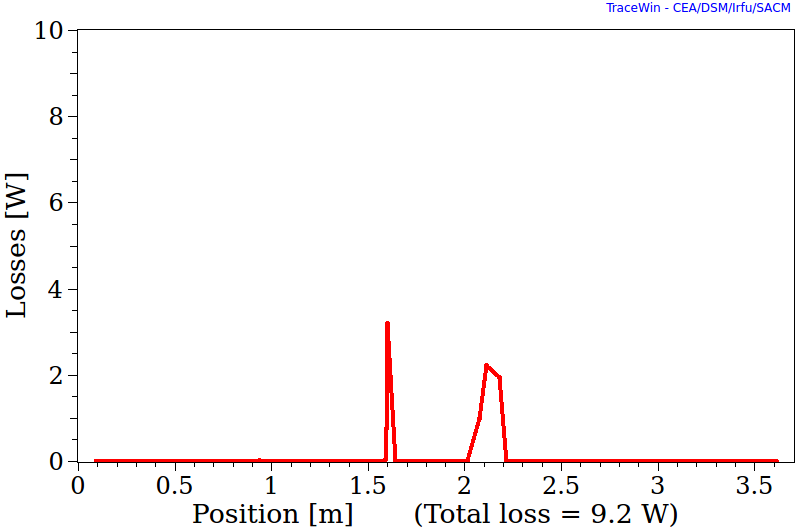 TraceWin - CEA/DSM/Irfu/SACM
10
8
6
4
2
0
Losses [W]
0 0.5 1 1.5 2 2.5 3 3.5
Position [m] (Total loss = 9.2 W)